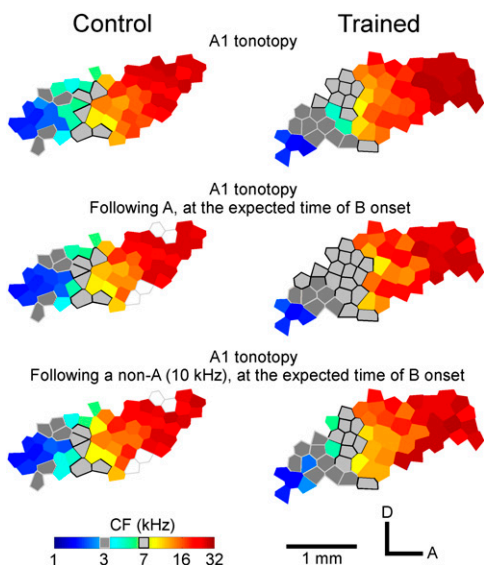 Control Trained
A1 tonotopy
A1 tonotopy
Following A, at the expected time of B onset
A1 tonotopy
Following a non-A (10 kHz), at the expected time of B onset
CF (kHz)
1 3 7 16 32
1 mm
D
A